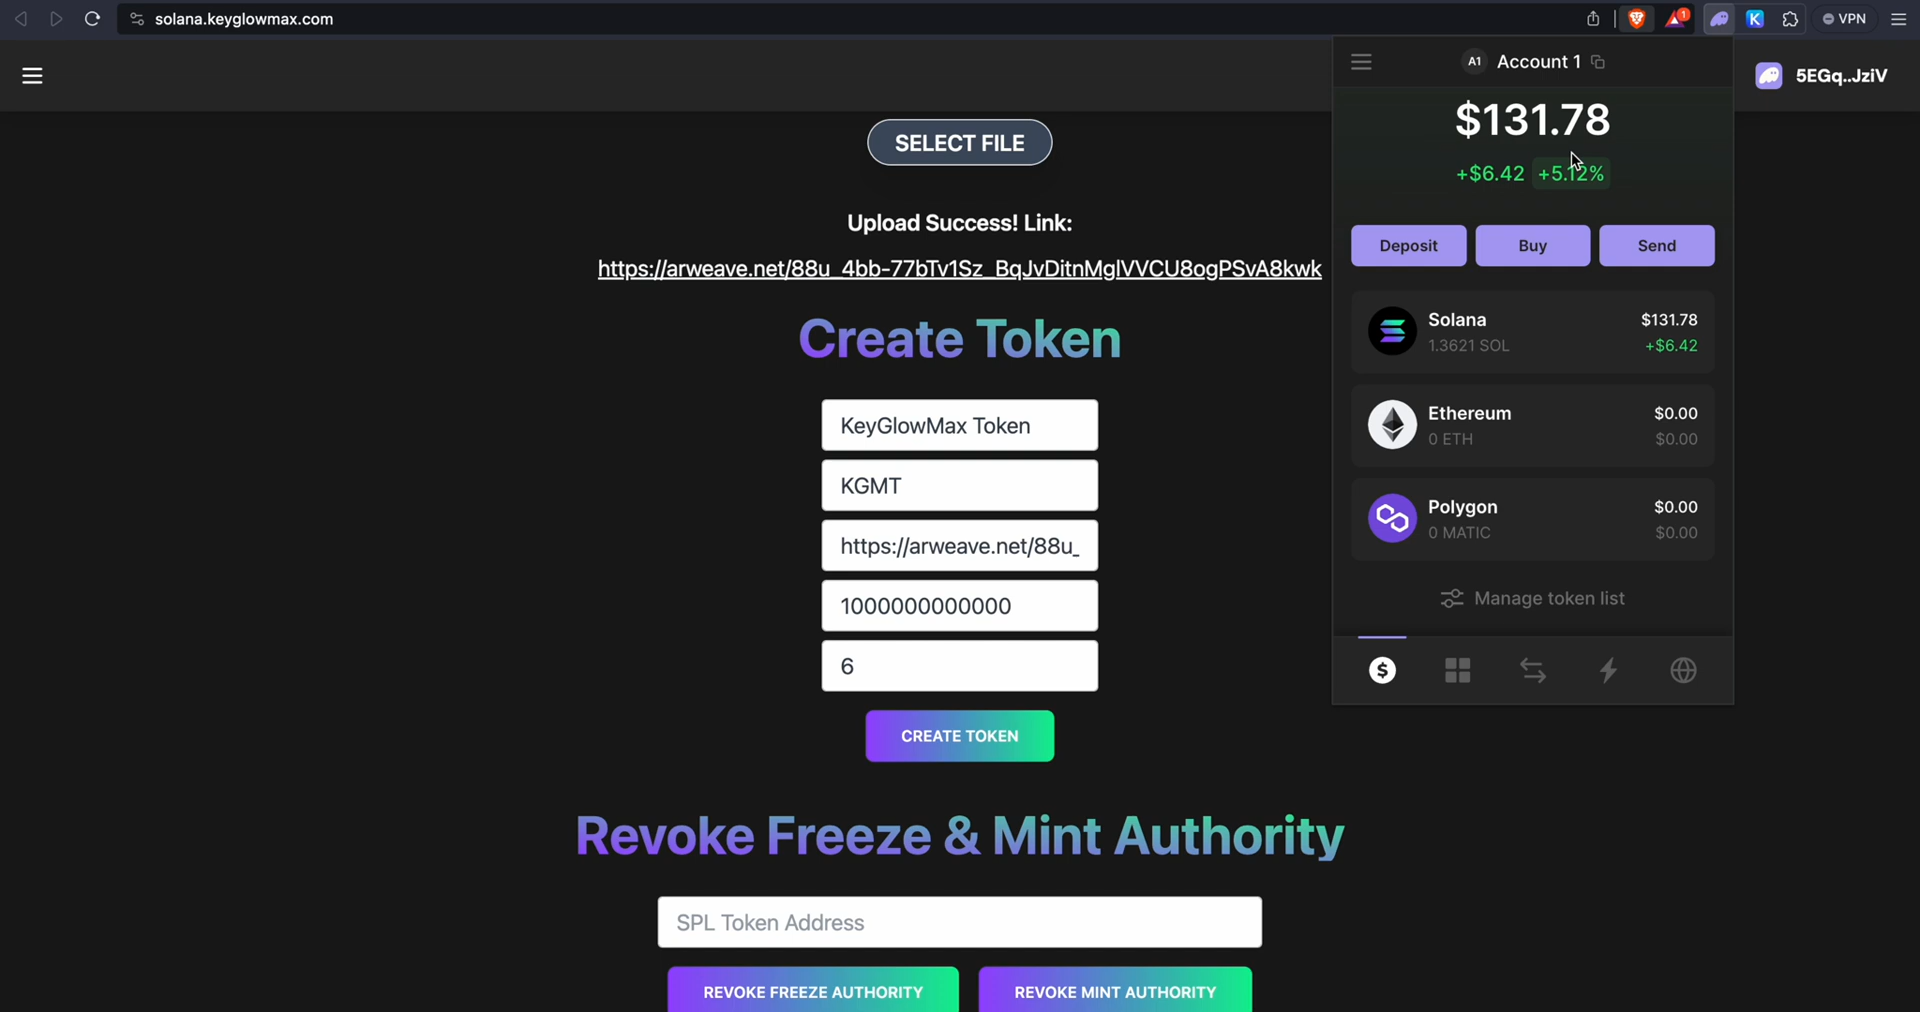 solana.keyglowmax.com
1
K
VPN
A1 Account 1
5EGq..JziV
$131.78
+$6.42 +5.12%
Deposit
Buy
Send
Solana
$131.78
1.3621 SOL
+$6.42
Ethereum
$0.00
0 ETH
$0.00
Polygon
$0.00
0 MATIC
$0.00
Manage token list
$
SELECT FILE
Upload Success! Link:
https://arweave.net/88u_4bb-77bTv1Sz_BqJvDitnMglVVCU8ogPSvA8kwk
Create Token
KeyGlowMax Token
KGMT
https://arweave.net/88u_
1000000000000
6
CREATE TOKEN
Revoke Freeze & Mint Authority
SPL Token Address
REVOKE FREEZE AUTHORITY
REVOKE MINT AUTHORITY